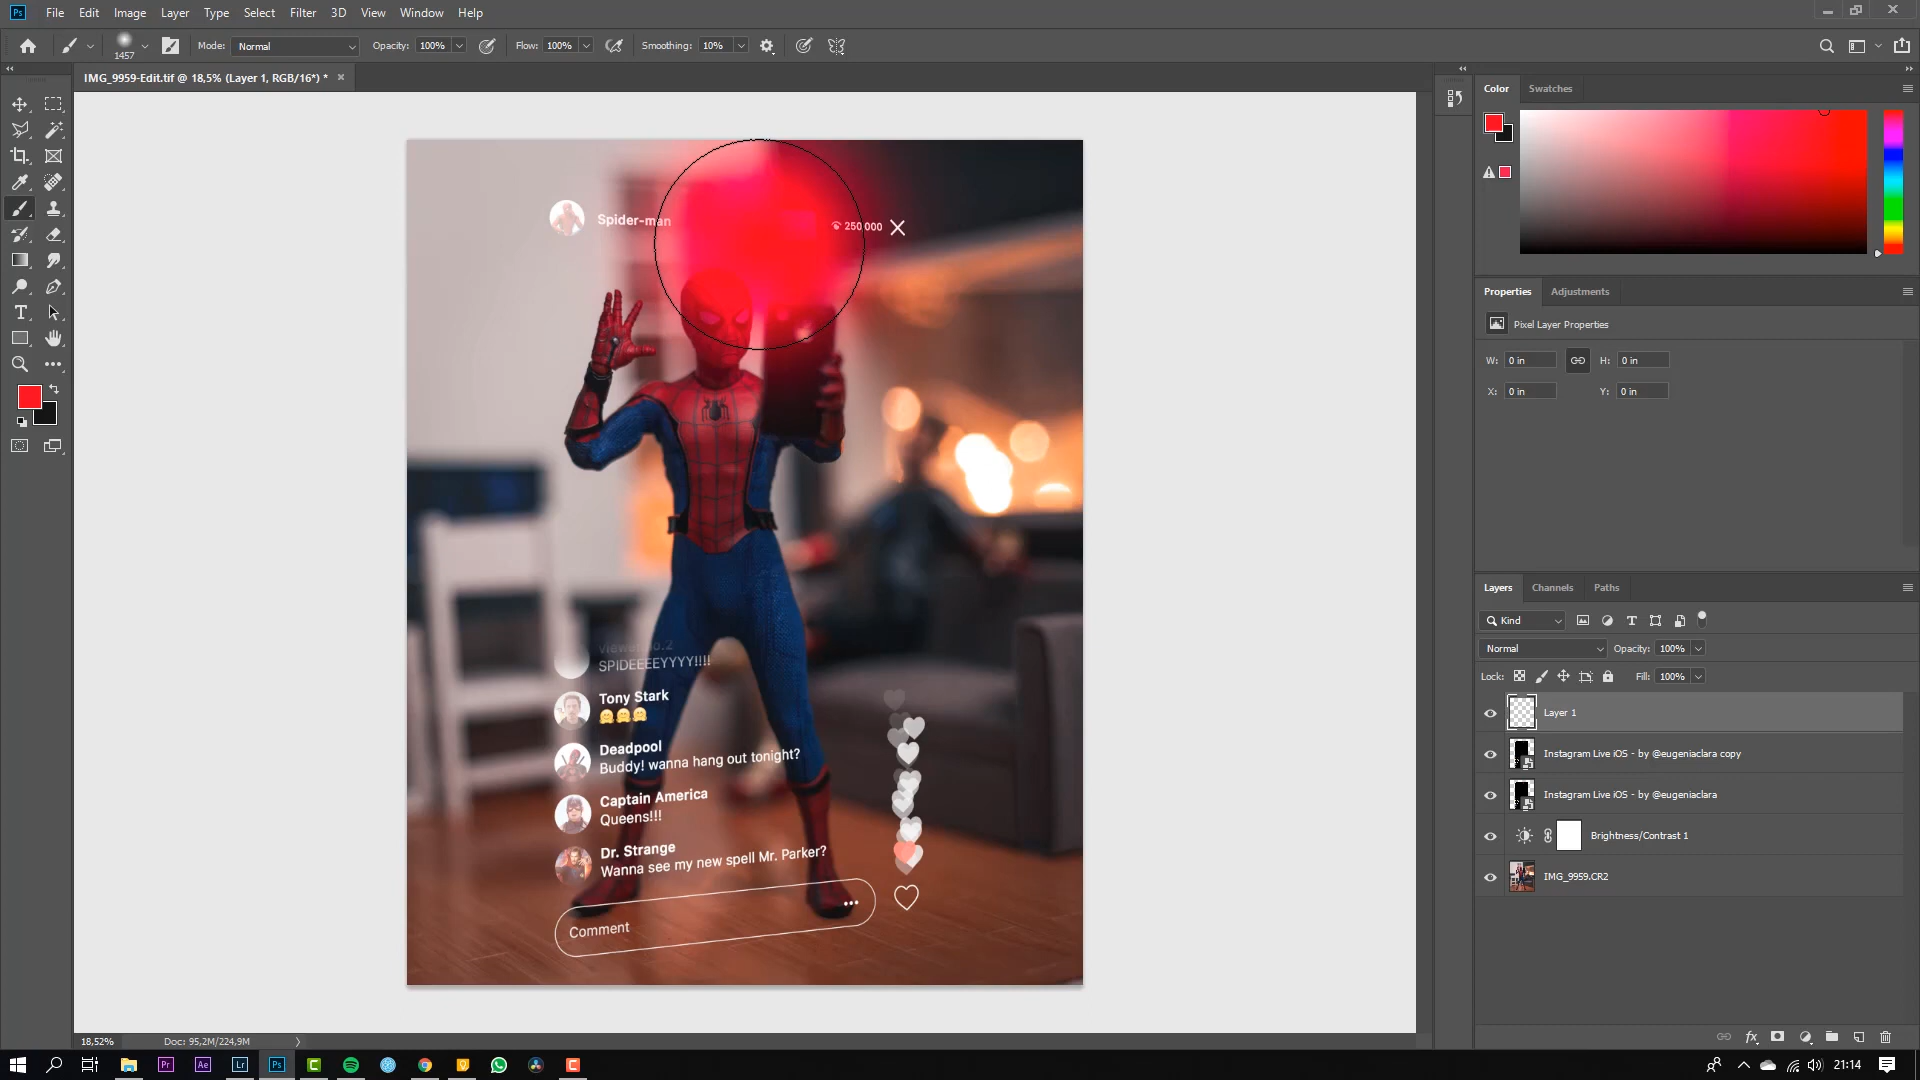 Ps File Edit Image Layer Type Select Filter 3D View Window Help
1457 Mode: Normal Opacity: 100% Flow: 100% Smoothing: 10%
IMG_9959-Edit.tif @ 18,5% (Layer 1, RGB/16*) * ×
Color Swatches
Spider-man 250 000
Properties Adjustments
Pixel Layer Properties
W: 0 in H: 0 in
X: 0 in Y: 0 in
SPIDEEEEYYYY!!!!
Tony Stark
🤗🤗🤗
Deadpool
Buddy! wanna hang out tonight?
Captain America
Queens!!!
Dr. Strange
Wanna see my new spell Mr. Parker?
Comment
Layers Channels Paths
Kind
Normal Opacity: 100%
Lock: Fill: 100%
Layer 1
Instagram Live iOS - by @eugeniaclara copy
Instagram Live iOS - by @eugeniaclara
Brightness/Contrast 1
IMG_9959.CR2
18,52% Doc: 95,2M/224,9M
Pr Ae Lr Ps 21:14